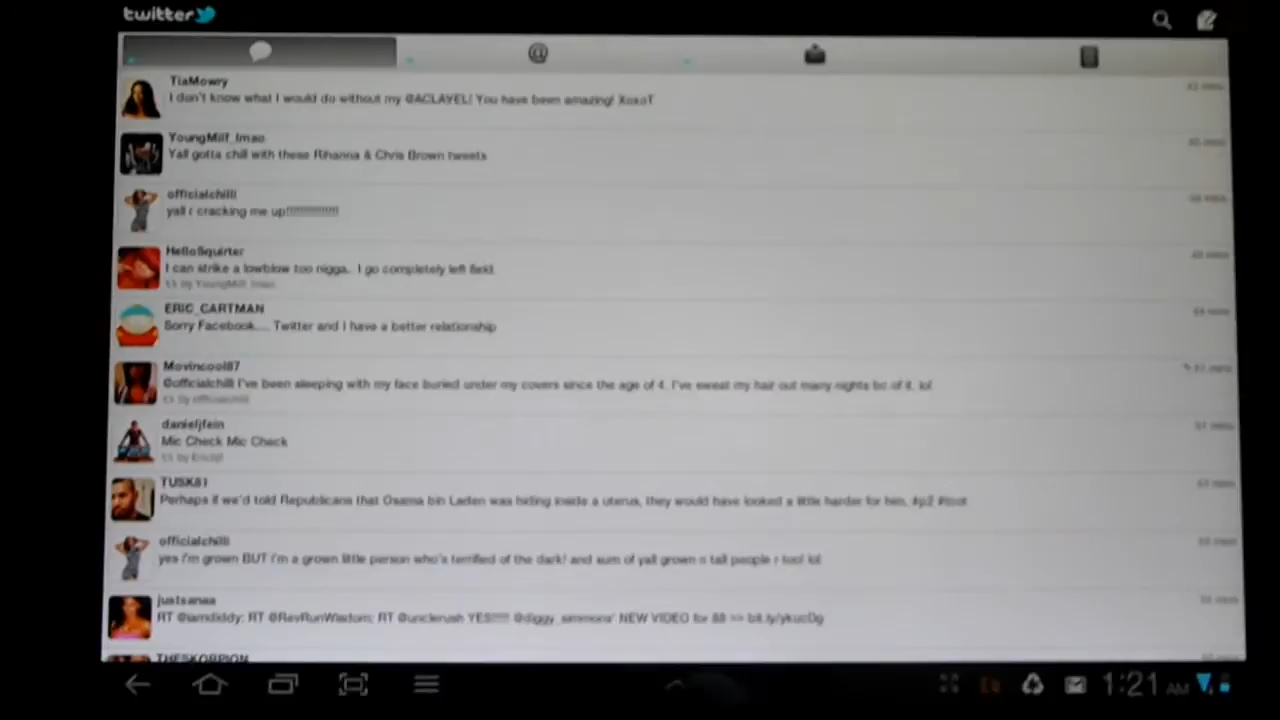 twitter
@
TiaMowry
I don't know what I would do without my @ACLAYEL! You have been amazing! XoxoT
YoungMilf_lmao
Yall gotta chill with these Rihanna & Chris Brown tweets
officialchilli
yall r cracking me up!!!!!!!!!!!!!!!
HelloSquirter
I can strike a lowblow too nigga.. I go completely left field
by YoungMilf_lmao
ERIC_CARTMAN
Sorry Facebook.... Twitter and I have a better relationship
Movincool87
@officialchilli I've been sleeping with my face buried under my covers since the age of 4. I've sweat my hair out many nights bc of it. lol
by officialchilli
danieljfein
Mic Check Mic Check
TUSK81
Perhaps if we'd told Republicans that Osama bin Laden was hiding inside a uterus, they would have looked a little harder for him. #p2 #tcot
officialchilli
yes i'm grown BUT i'm a grown little person who's terrified of the dark! and sum of yall grown n tall people r too! lol
justsanaa
RT @iamdiddy: RT @RevRunWisdom: RT @unclerush YES!!!!! @diggy_simmons' NEW VIDEO for 88 >>
THESKORPION
1:21 AM